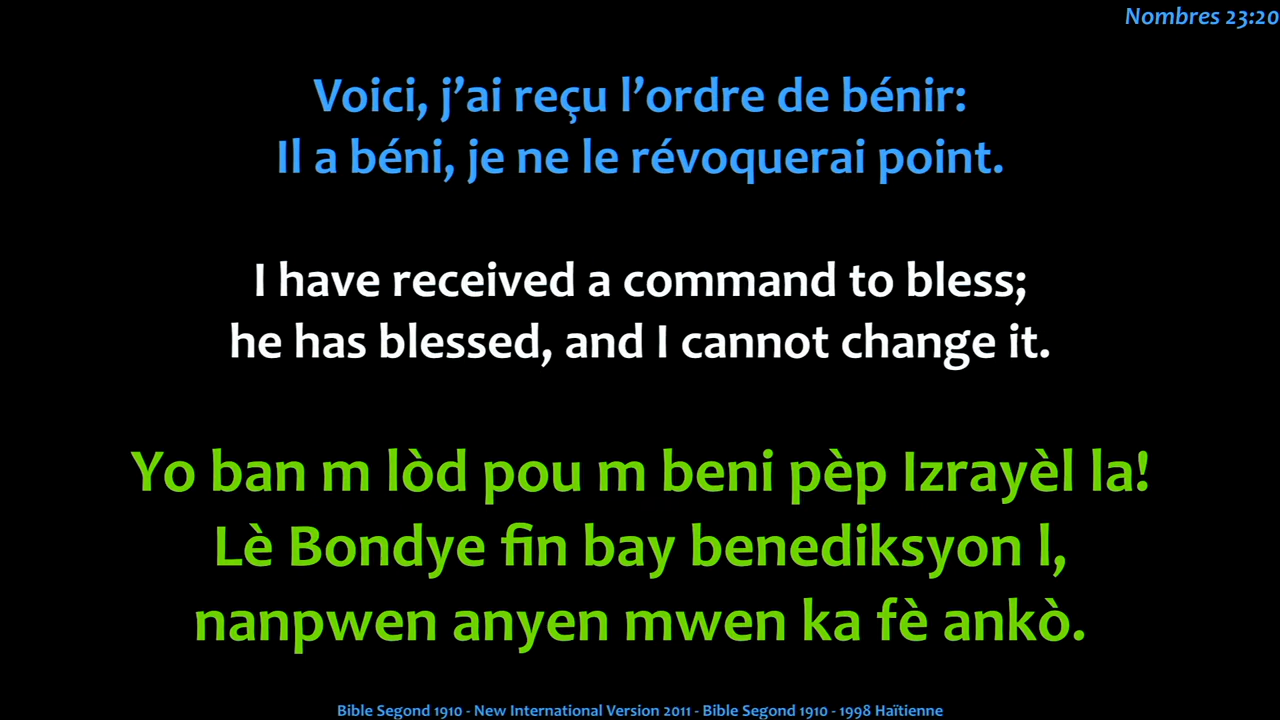 Nombres 23:20
Voici, j’ai reçu l’ordre de bénir:
Il a béni, je ne le révoquerai point.
I have received a command to bless;
he has blessed, and I cannot change it.
Yo ban m lòd pou m beni pèp Izrayèl la!
Lè Bondye fin bay benediksyon l,
nanpwen anyen mwen ka fè ankò.
Bible Segond 1910 - New International Version 2011 - Bible Segond 1910 - 1998 Haïtienne